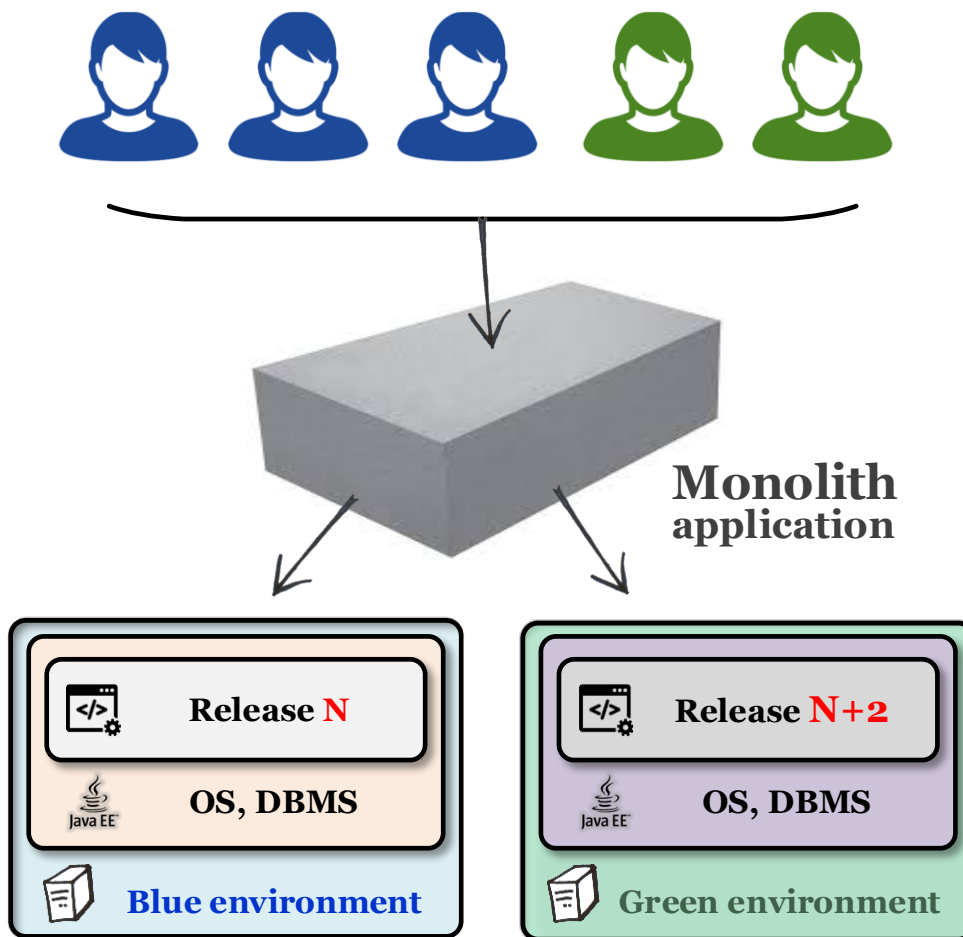 Monolith
application
</>
Release N
Java EE
OS, DBMS
Blue environment
</>
Release N+2
Java EE
OS, DBMS
Green environment